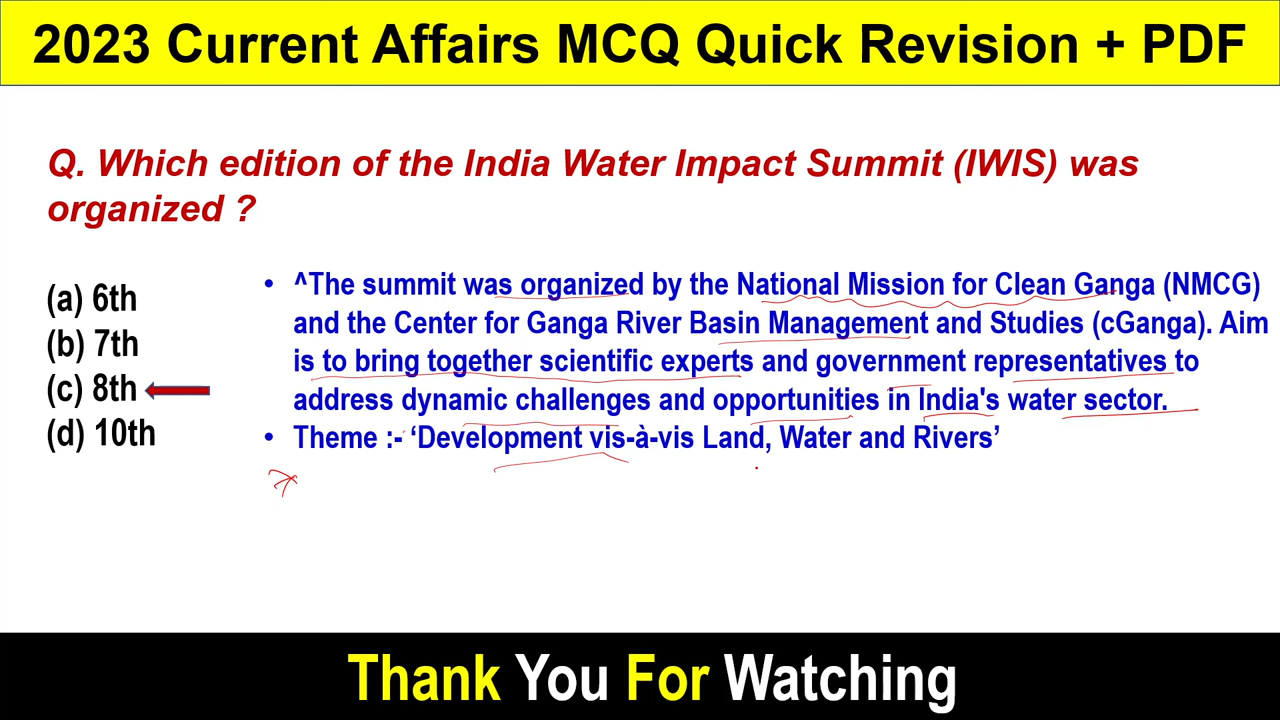 2023 Current Affairs MCQ Quick Revision + PDF
Q. Which edition of the India Water Impact Summit (IWIS) was
organized ?
(a) 6th
(b) 7th
(c) 8th
(d) 10th
• ^The summit was organized by the National Mission for Clean Ganga (NMCG)
and the Center for Ganga River Basin Management and Studies (cGanga). Aim
is to bring together scientific experts and government representatives to
address dynamic challenges and opportunities in India's water sector.
• Theme :- ‘Development vis-à-vis Land, Water and Rivers’
Thank You For Watching